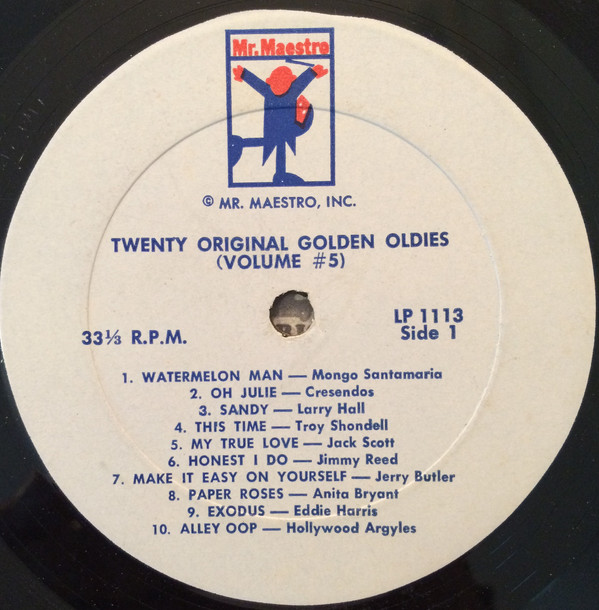 Mr. Maestro
© MR. MAESTRO, INC.
TWENTY ORIGINAL GOLDEN OLDIES
(VOLUME #5)
33⅓ R.P.M.
LP 1113
Side 1
1. WATERMELON MAN — Mongo Santamaria
2. OH JULIE — Cresendos
3. SANDY — Larry Hall
4. THIS TIME — Troy Shondell
5. MY TRUE LOVE — Jack Scott
6. HONEST I DO — Jimmy Reed
7. MAKE IT EASY ON YOURSELF — Jerry Butler
8. PAPER ROSES — Anita Bryant
9. EXODUS — Eddie Harris
10. ALLEY OOP — Hollywood Argyles